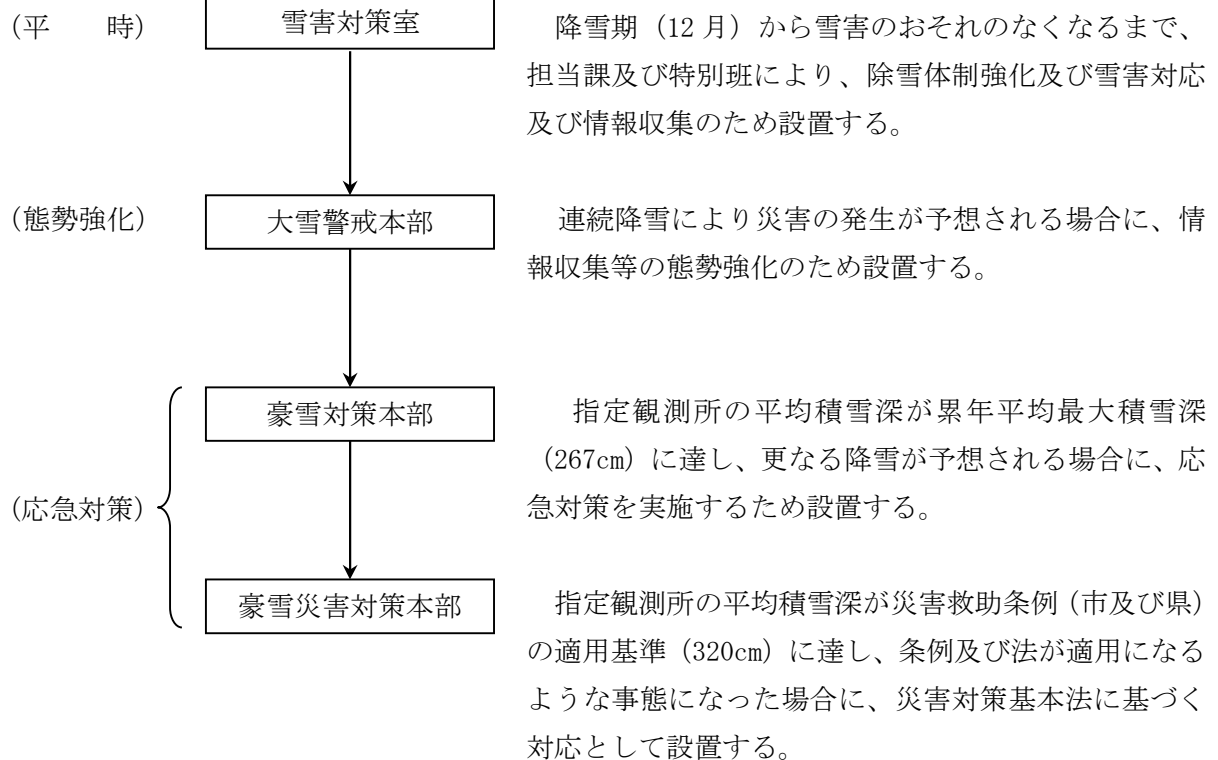 (平　　時)
雪害対策室
降雪期（12 月）から雪害のおそれのなくなるまで、
担当課及び特別班により、除雪体制強化及び雪害対応
及び情報収集のため設置する。
(態勢強化)
大雪警戒本部
連続降雪により災害の発生が予想される場合に、情
報収集等の態勢強化のため設置する。
豪雪対策本部
指定観測所の平均積雪深が累年平均最大積雪深
（267cm）に達し、更なる降雪が予想される場合に、応
急対策を実施するため設置する。
(応急対策)
豪雪災害対策本部
指定観測所の平均積雪深が災害救助条例（市及び県）
の適用基準（320cm）に達し、条例及び法が適用になる
ような事態になった場合に、災害対策基本法に基づく
対応として設置する。